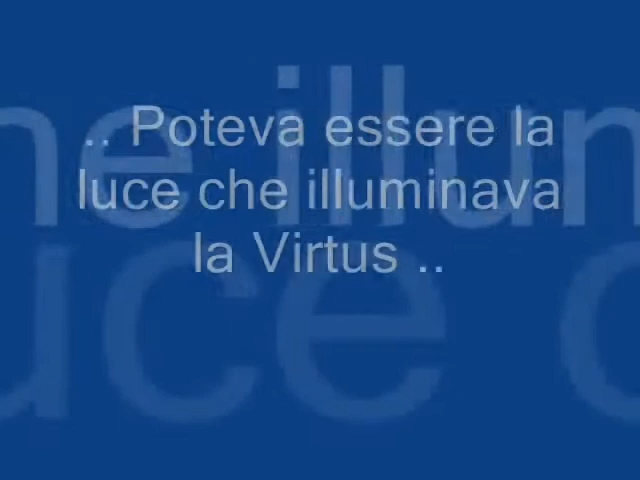 .. Poteva essere la
luce che illuminava
la Virtus ..